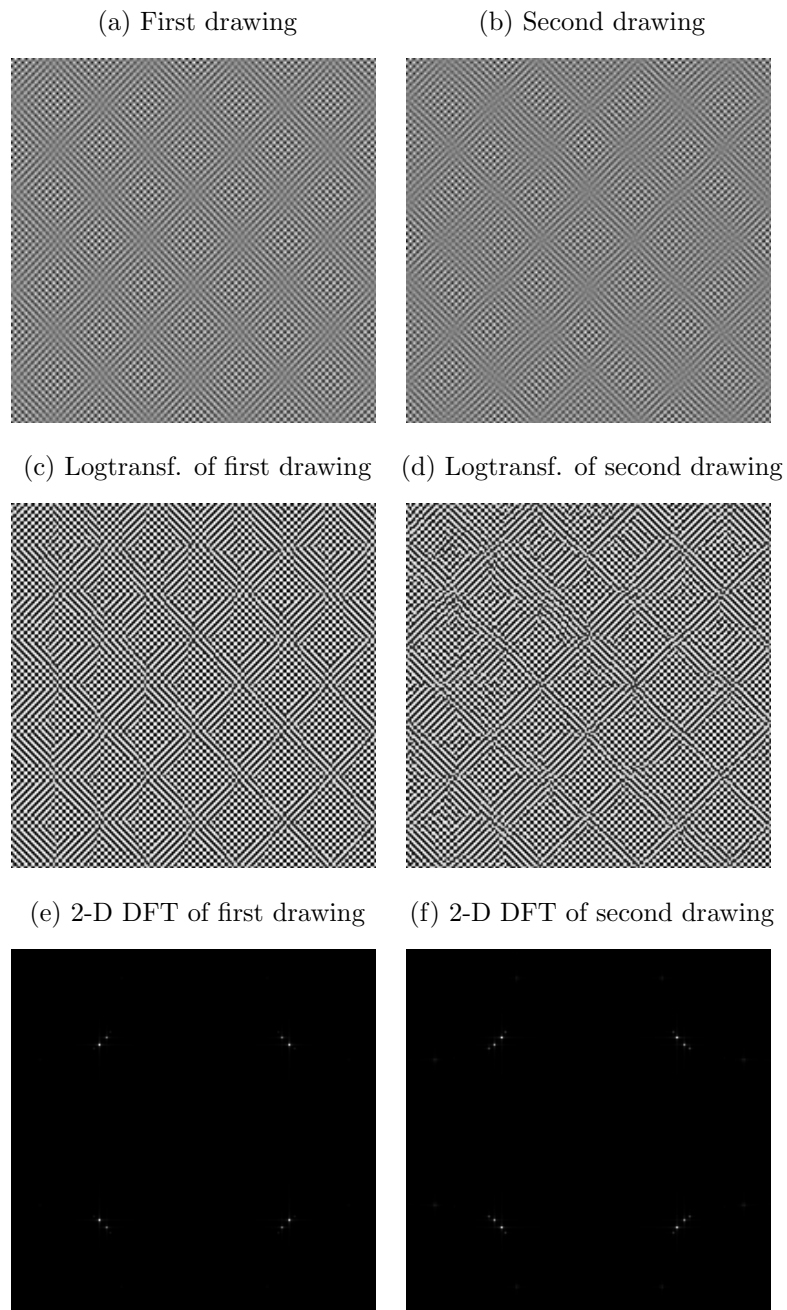 (a) First drawing
(b) Second drawing
(c) Logtransf. of first drawing
(d) Logtransf. of second drawing
(e) 2-D DFT of first drawing
(f) 2-D DFT of second drawing